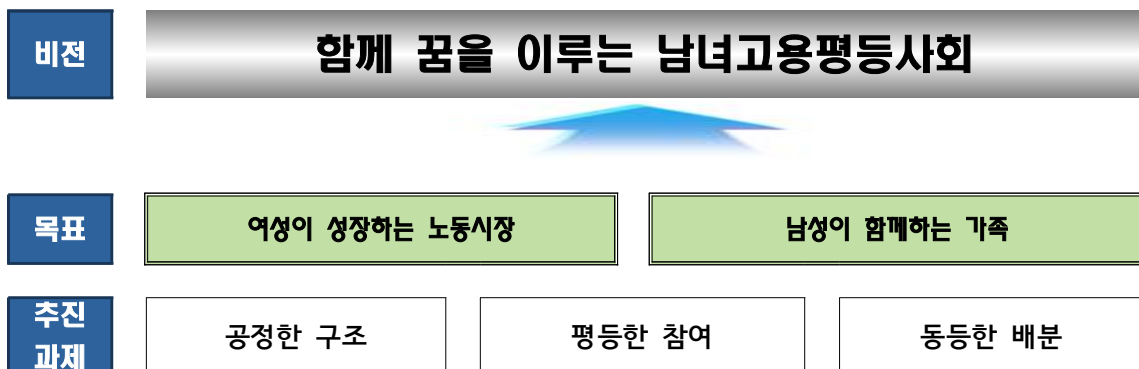 비전
함께 꿈을 이루는 남녀고용평등사회
목표
여성이 성장하는 노동시장
남성이 함께하는 가족
추진
과제
공정한 구조
평등한 참여
동등한 배분